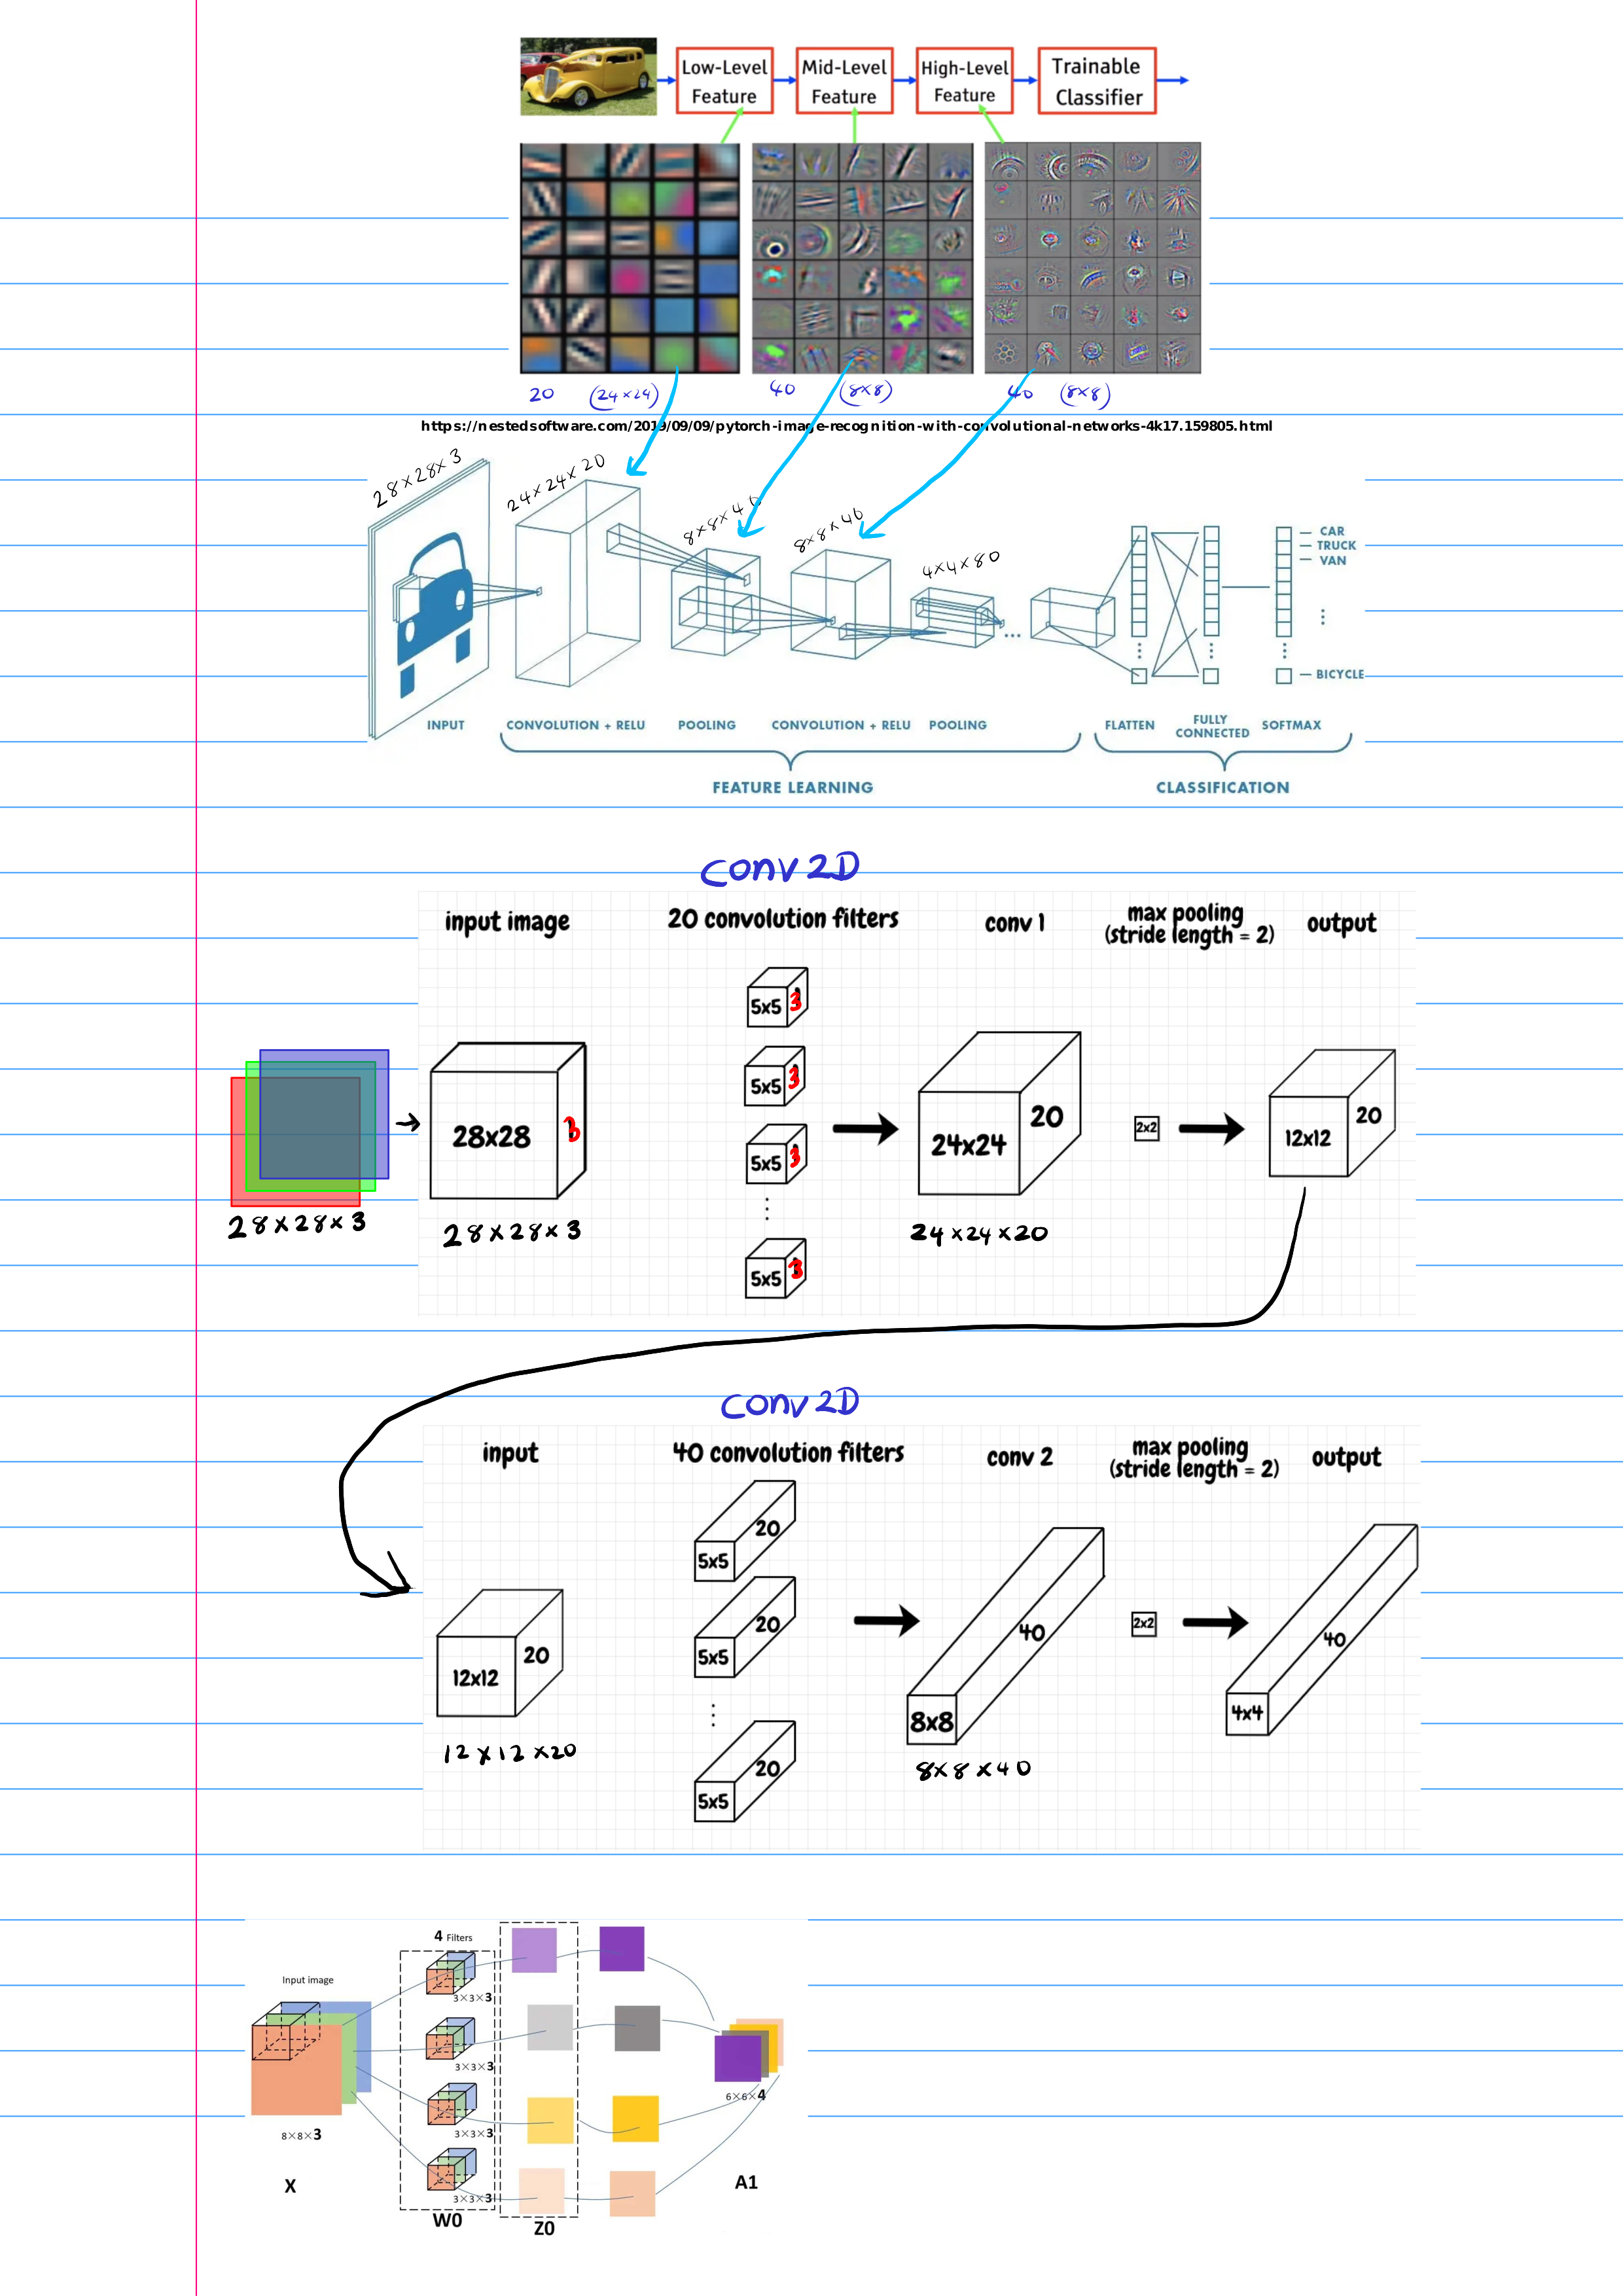 Low-Level Feature
Mid-Level Feature
High-Level Feature
Trainable Classifier
20 (24×24)
40 (8×8)
40 (8×8)
https://nestedsoftware.com/2019/09/09/pytorch-image-recognition-with-convolutional-networks-4k17.159805.html
28×28×3
24×24×20
8×8×40
8×8×40
4×4×80
CAR
TRUCK
VAN
BICYCLE
INPUT
CONVOLUTION + RELU
POOLING
CONVOLUTION + RELU
POOLING
FLATTEN
FULLY CONNECTED
SOFTMAX
FEATURE LEARNING
CLASSIFICATION
Conv 2D
input image
20 convolution filters
conv 1
max pooling
(stride length = 2)
output
5x5 3
5x5 3
5x5 3
5x5 3
28x28 3
24x24 20
2x2
12x12 20
28×28×3
28×28×3
24×24×20
Conv 2D
input
40 convolution filters
conv 2
max pooling
(stride length = 2)
output
5x5 20
5x5 20
5x5 20
12x12 20
8x8 40
2x2
4x4 40
12×12×20
8×8×40
4 Filters
Input image
3×3×3
3×3×3
3×3×3
3×3×3
8×8×3
6×6×4
X
W0
Z0
A1